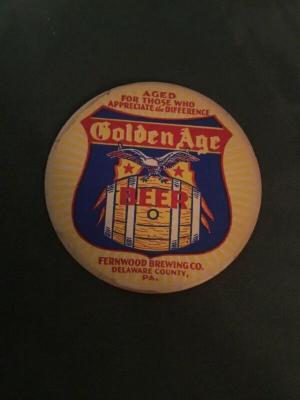 AGED
FOR THOSE WHO
APPRECIATE the DIFFERENCE
Golden Age
BEER
FERNWOOD BREWING CO.
DELAWARE COUNTY,
PA.